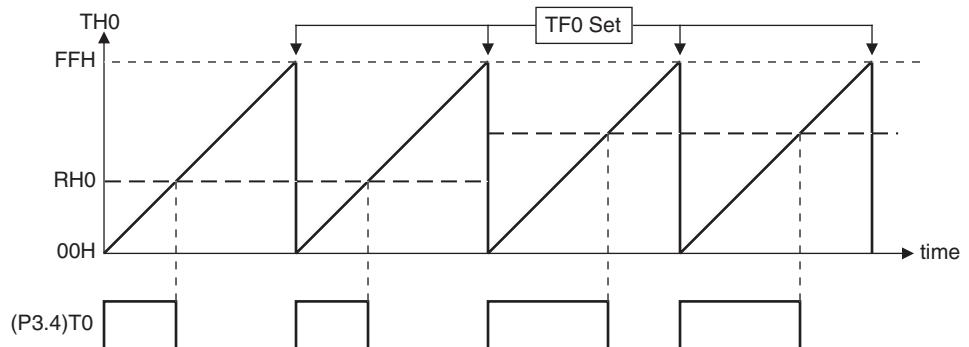 TH0
TF0 Set
FFH
RH0
00H
time
(P3.4)T0